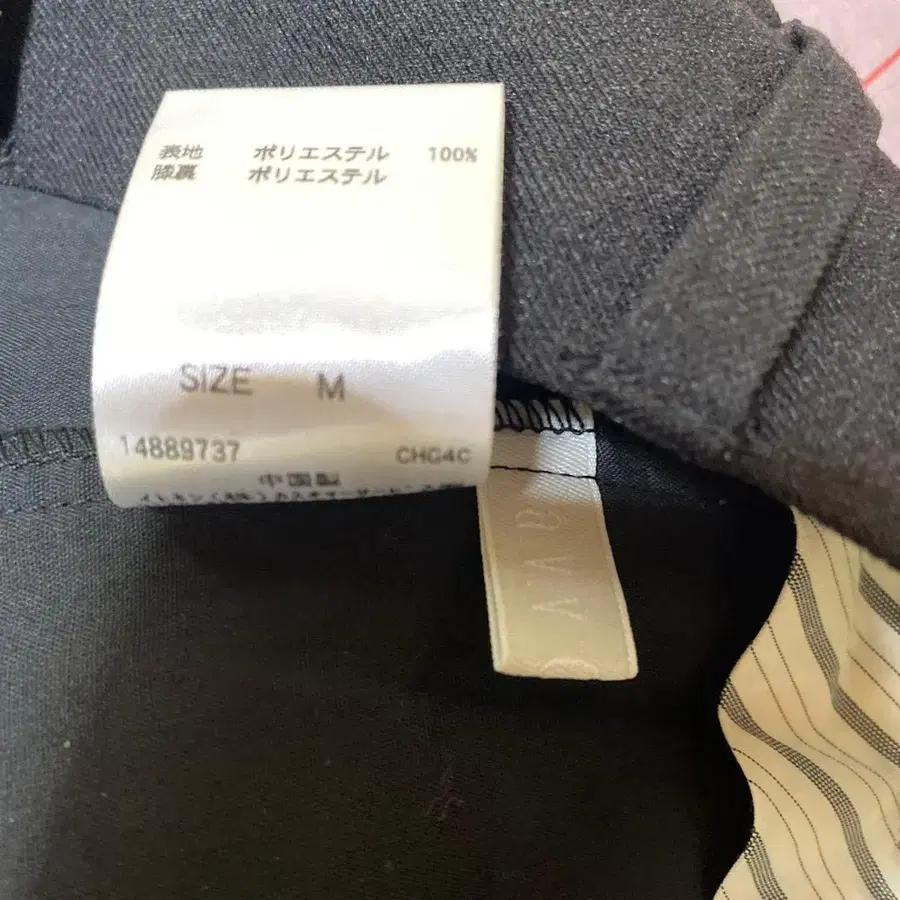 表地 ポリエステル 100%
膝裏 ポリエステル
SIZE M
14889737 CHG4C
中国製
a.v.v